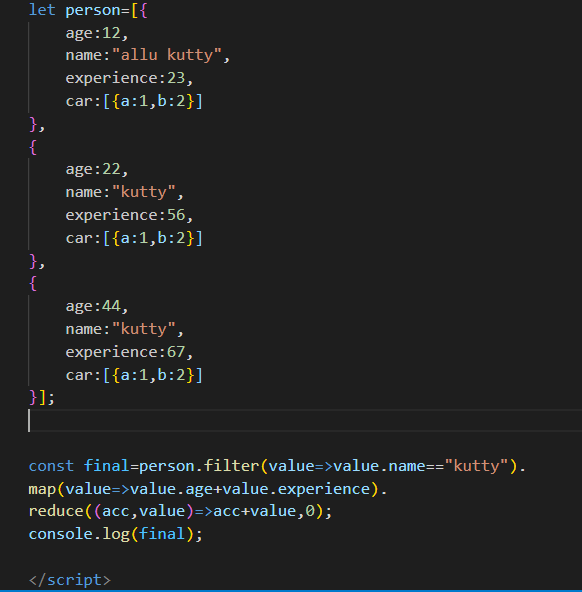 let person=[{
    age:12,
    name:"allu kutty",
    experience:23,
    car:[{a:1,b:2}]
},
{
    age:22,
    name:"kutty",
    experience:56,
    car:[{a:1,b:2}]
},
{
    age:44,
    name:"kutty",
    experience:67,
    car:[{a:1,b:2}]
}];
const final=person.filter(value=>value.name=="kutty").
map(value=>value.age+value.experience).
reduce((acc,value)=>acc+value,0);
console.log(final);
</script>